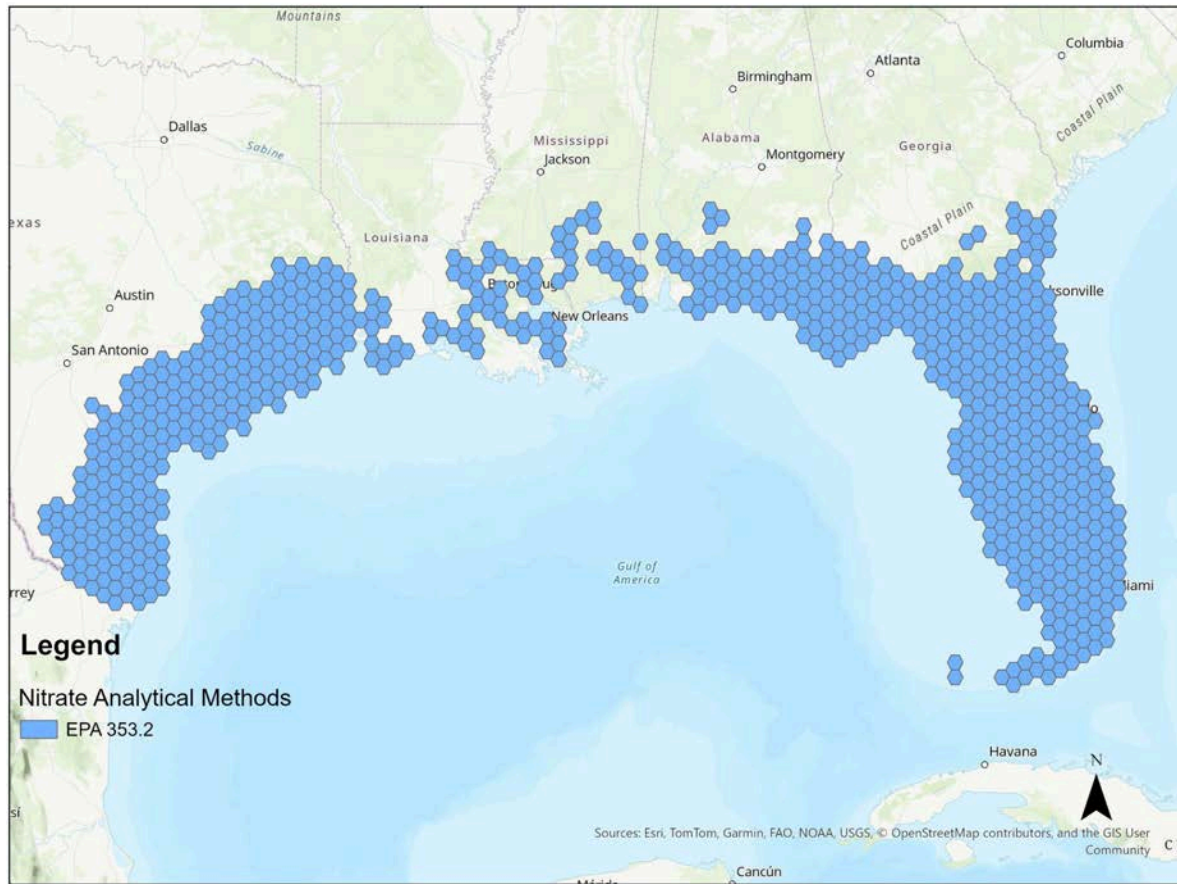 Mountains
Columbia
Atlanta
Birmingham
Coastal Plain
Dallas
Sabine
Mississippi
Alabama
Georgia
Jackson
Montgomery
exas
Louisiana
Coastal Plain
Austin
ksonville
New Orleans
San Antonio
o
Gulf of
America
rrey
Miami
Legend
Nitrate Analytical Methods
EPA 353.2
Havana
N
sí
Sources: Esri, TomTom, Garmin, FAO, NOAA, USGS, © OpenStreetMap contributors, and the GIS User
Community
C
Cancún